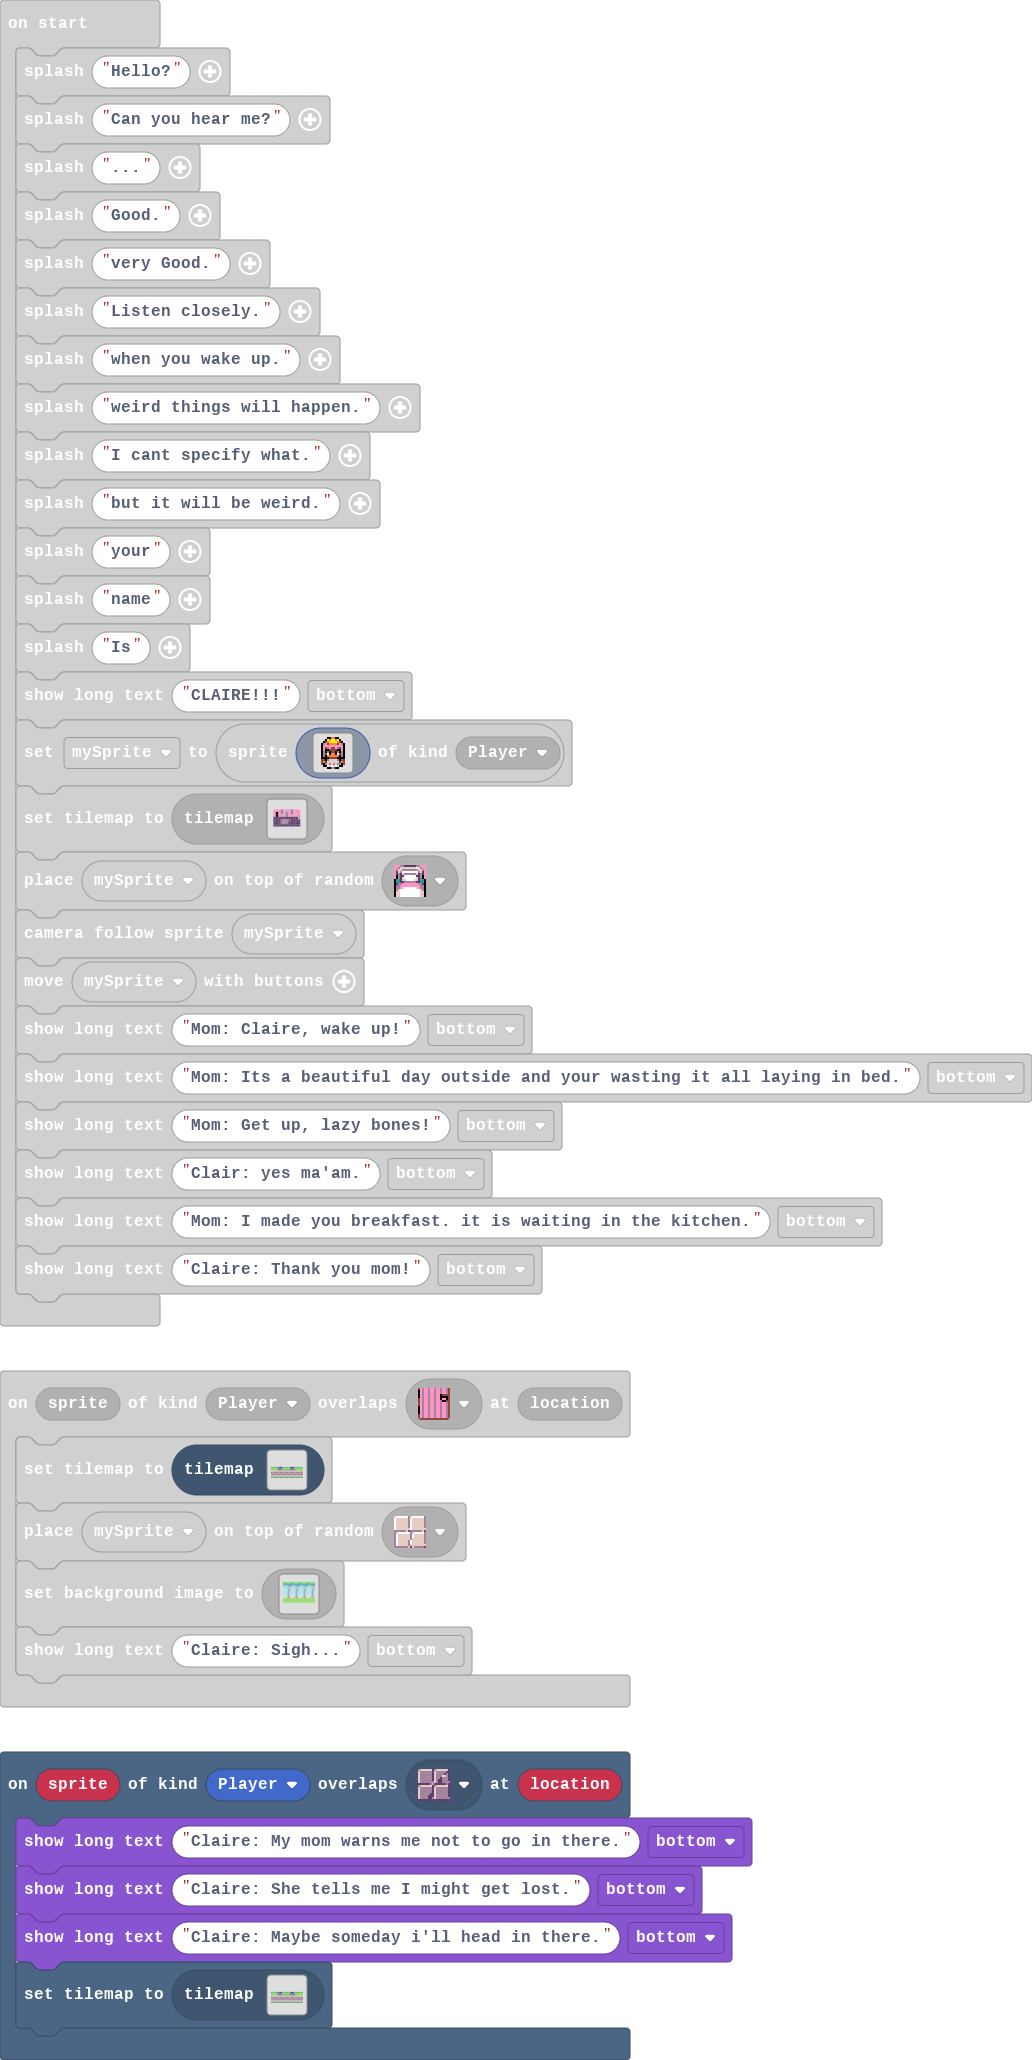 on start
splash "Hello?"
splash "Can you hear me?"
splash "..."
splash "Good."
splash "very Good."
splash "Listen closely."
splash "when you wake up."
splash "weird things will happen."
splash "I cant specify what."
splash "but it will be weird."
splash "your"
splash "name"
splash "Is"
show long text "CLAIRE!!!" bottom
set mySprite to sprite of kind Player
set tilemap to tilemap
place mySprite on top of random
camera follow sprite mySprite
move mySprite with buttons
show long text "Mom: Claire, wake up!" bottom
show long text "Mom: Its a beautiful day outside and your wasting it all laying in bed." bottom
show long text "Mom: Get up, lazy bones!" bottom
show long text "Clair: yes ma'am." bottom
show long text "Mom: I made you breakfast. it is waiting in the kitchen." bottom
show long text "Claire: Thank you mom!" bottom
on sprite of kind Player overlaps at location
set tilemap to tilemap
place mySprite on top of random
set background image to
show long text "Claire: Sigh..." bottom
on sprite of kind Player overlaps at location
show long text "Claire: My mom warns me not to go in there." bottom
show long text "Claire: She tells me I might get lost." bottom
show long text "Claire: Maybe someday i'll head in there." bottom
set tilemap to tilemap